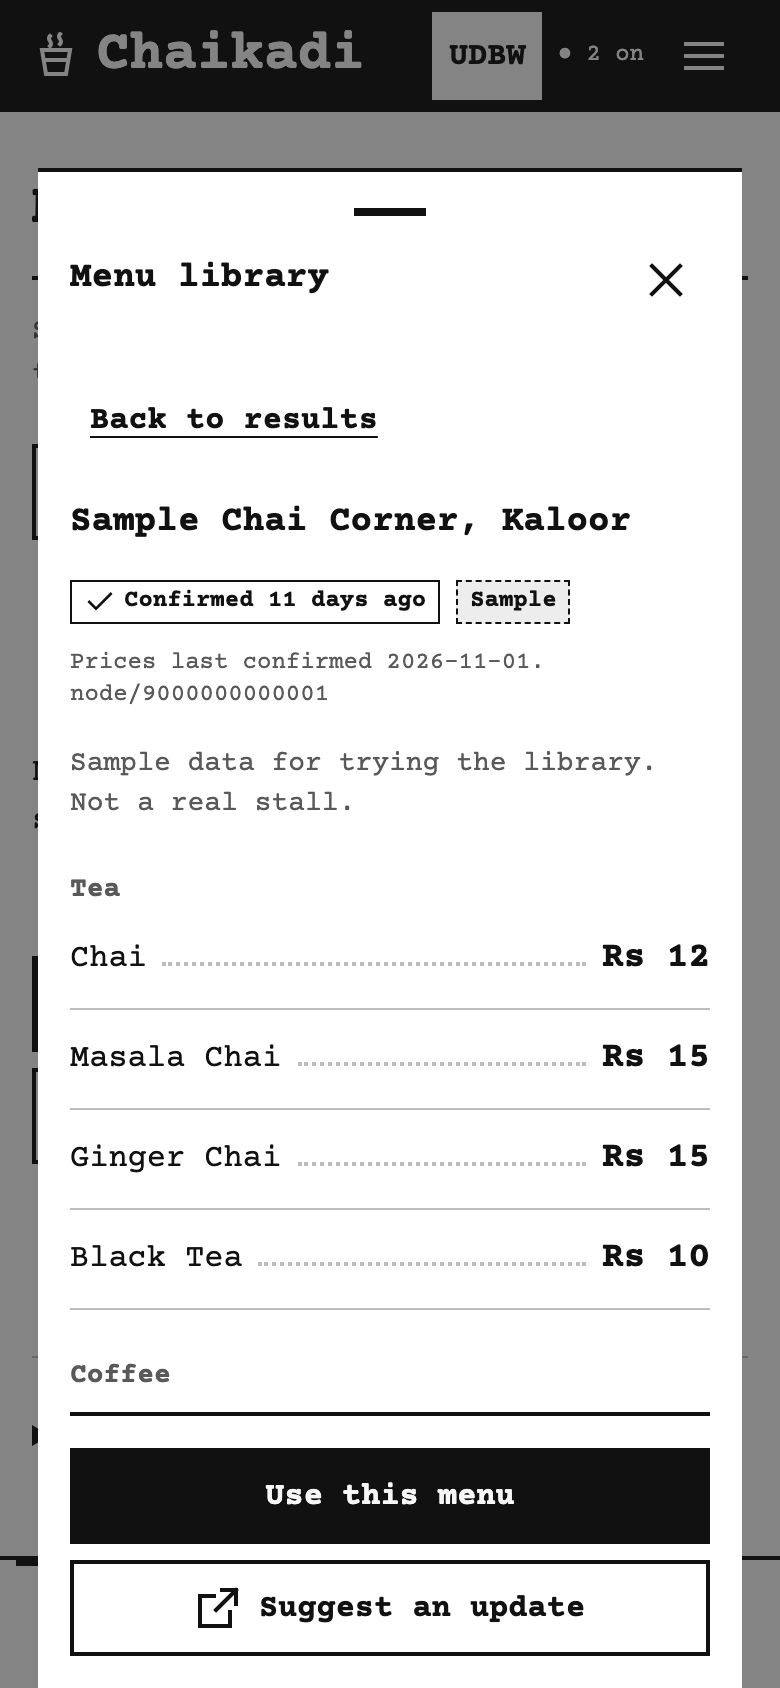 Chaikadi
UDBW
● 2 on
Menu library
Back to results
Sample Chai Corner, Kaloor
Confirmed 11 days ago
Sample
Prices last confirmed 2026-11-01.
node/9000000000001
Sample data for trying the library.
Not a real stall.
Tea
Chai Rs 12
Masala Chai Rs 15
Ginger Chai Rs 15
Black Tea Rs 10
Coffee
Use this menu
Suggest an update